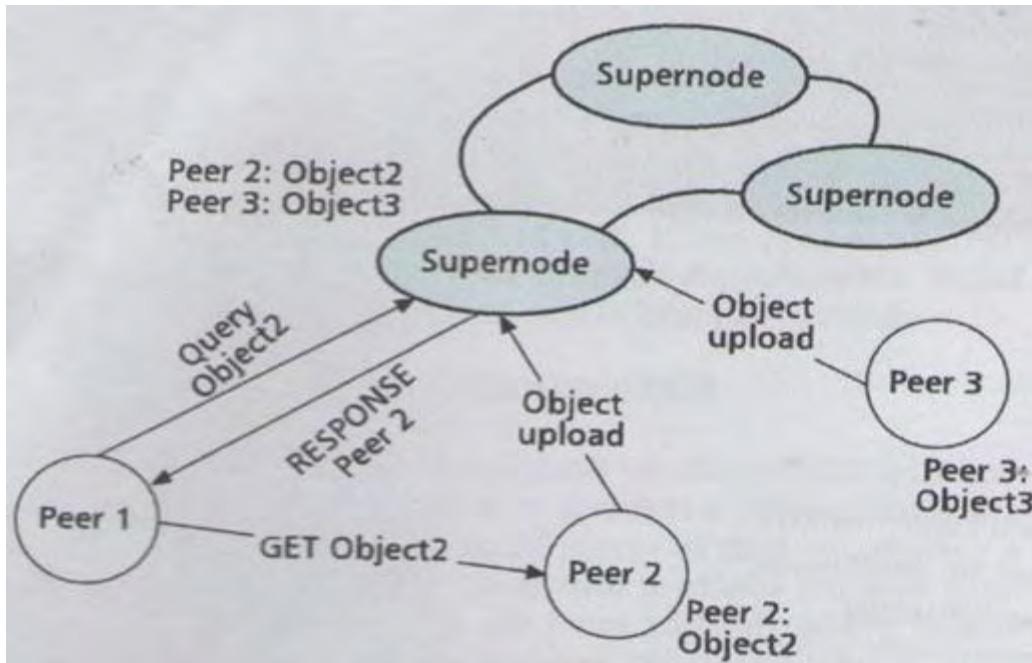 Supernode
Supernode
Peer 2: Object2
Peer 3: Object3
Supernode
Query
Object2
RESPONSE
Peer 2
Object
upload
Object
upload
Peer 3
Peer 3:
Object3
Peer 1
GET Object2
Peer 2
Peer 2:
Object2